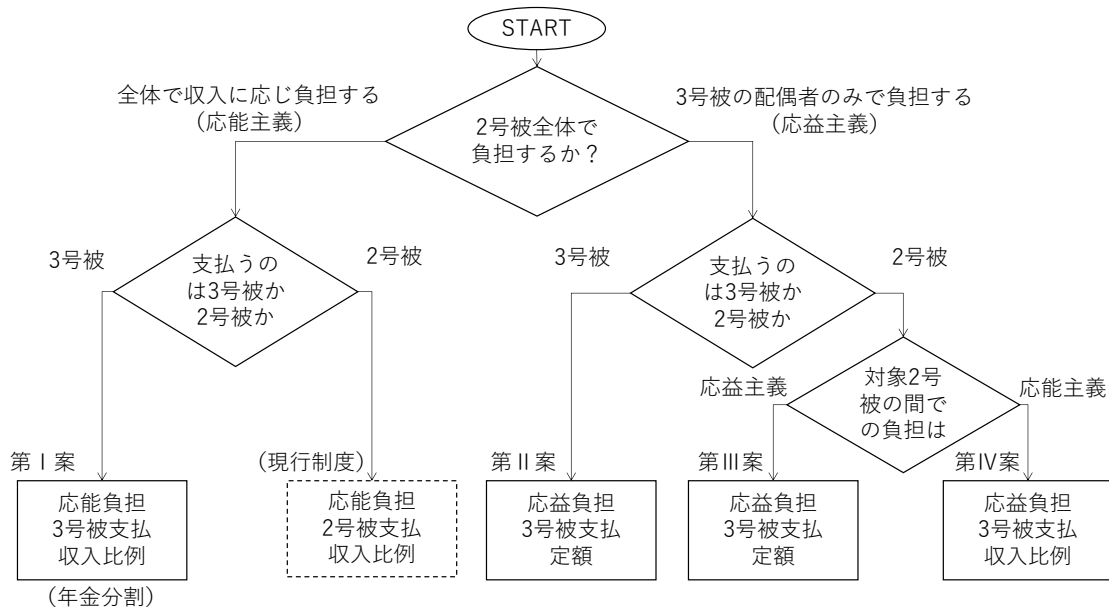 START
全体で収入に応じ負担する
(応能主義)
3号被の配偶者のみで負担する
(応益主義)
2号被全体で
負担するか？
3号被
支払うの
は3号被か
2号被か
2号被
3号被
支払うの
は3号被か
2号被か
2号被
応益主義
対象2号
被の間で
の負担は
応能主義
第Ⅰ案
応能負担
3号被支払
収入比例
(年金分割)
(現行制度)
応能負担
2号被支払
収入比例
第Ⅱ案
応益負担
3号被支払
定額
第Ⅲ案
応益負担
3号被支払
定額
第Ⅳ案
応益負担
3号被支払
収入比例